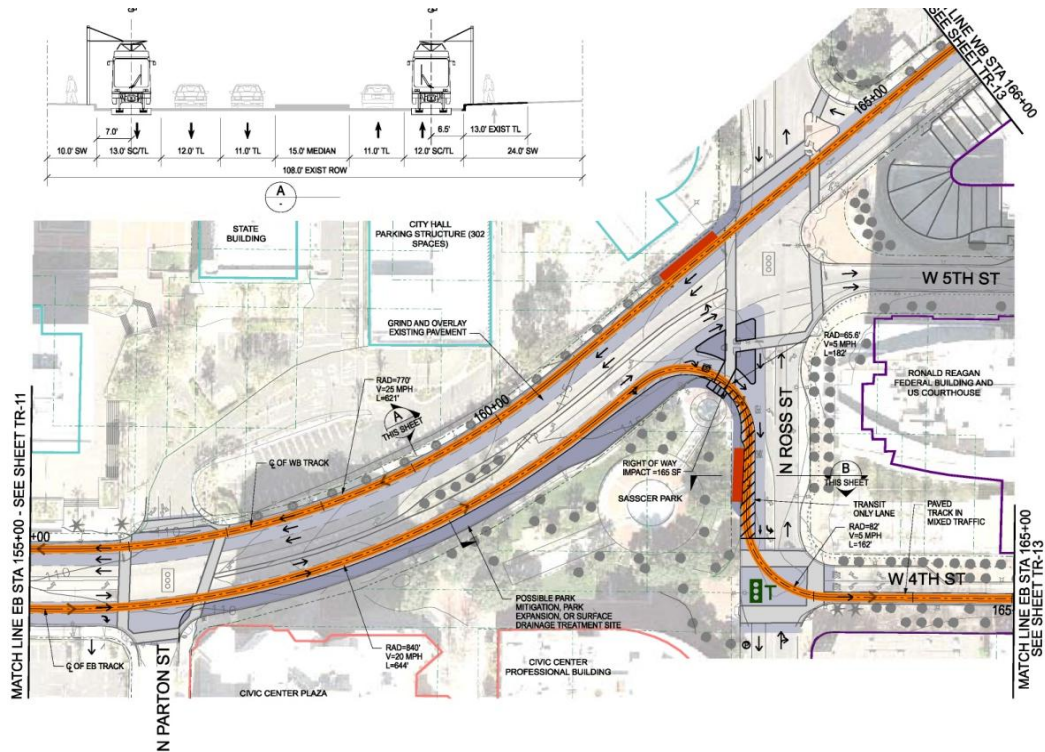 7.0'
6.5'
13.0' EXIST TL
10.0' SW
13.0' SC/TL
12.0' TL
11.0' TL
15.0' MEDIAN
11.0' TL
12.0' SC/TL
24.0' SW
108.0' EXIST ROW
A
-
MATCH LINE WB STA 166+00
SEE SHEET TR-13
165+00
STATE
BUILDING
CITY HALL
PARKING STRUCTURE (302
SPACES)
W 5TH ST
GRIND AND OVERLAY
EXISTING PAVEMENT
RAD=65.6'
V=5 MPH
L=182'
RONALD REAGAN
FEDERAL BUILDING AND
US COURTHOUSE
RAD=770'
V=25 MPH
L=621'
160+00
A
THIS SHEET
N ROSS ST
℄ OF WB TRACK
RIGHT OF WAY
IMPACT =165 SF
SASSCER PARK
B
THIS SHEET
TRANSIT
ONLY LANE
PAVED
TRACK IN
MIXED TRAFFIC
RAD=82'
V=5 MPH
L=162'
MATCH LINE EB STA 155+00 - SEE SHEET TR-11
+00
110
110
W 4TH ST
T
165
MATCH LINE EB STA 165+00
SEE SHEET TR-13
POSSIBLE PARK
MITIGATION, PARK
EXPANSION, OR SURFACE
DRAINAGE TREATMENT SITE
RAD=840'
V=20 MPH
L=644'
℄ OF EB TRACK
N PARTON ST
CIVIC CENTER
PROFESSIONAL BUILDING
CIVIC CENTER PLAZA